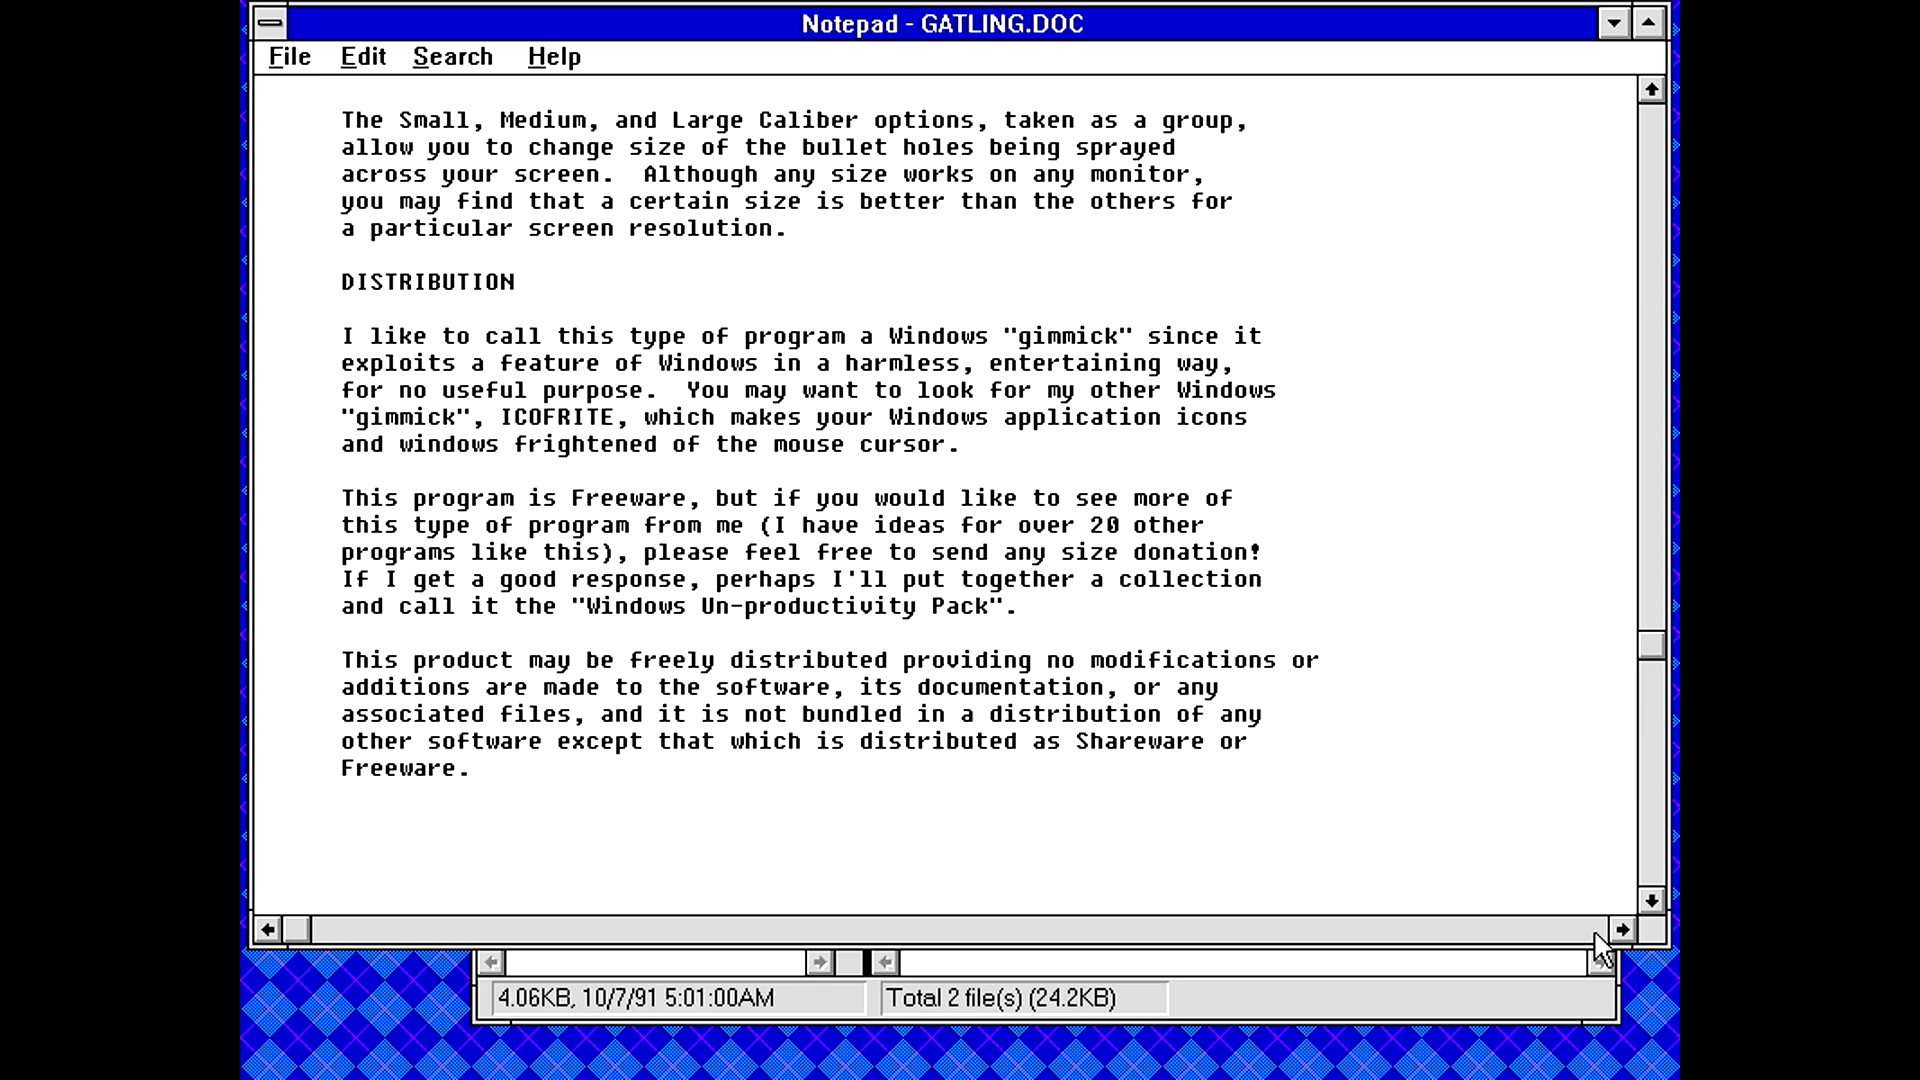 Notepad - GATLING.DOC
File Edit Search Help
The Small, Medium, and Large Caliber options, taken as a group,
allow you to change size of the bullet holes being sprayed
across your screen.  Although any size works on any monitor,
you may find that a certain size is better than the others for
a particular screen resolution.
DISTRIBUTION
I like to call this type of program a Windows "gimmick" since it
exploits a feature of Windows in a harmless, entertaining way,
for no useful purpose.  You may want to look for my other Windows
"gimmick", ICOFRITE, which makes your Windows application icons
and windows frightened of the mouse cursor.
This program is Freeware, but if you would like to see more of
this type of program from me (I have ideas for over 20 other
programs like this), please feel free to send any size donation!
If I get a good response, perhaps I'll put together a collection
and call it the "Windows Un-productivity Pack".
This product may be freely distributed providing no modifications or
additions are made to the software, its documentation, or any
associated files, and it is not bundled in a distribution of any
other software except that which is distributed as Shareware or
Freeware.
4.06KB, 10/7/91 5:01:00AM
Total 2 file(s) (24.2KB)